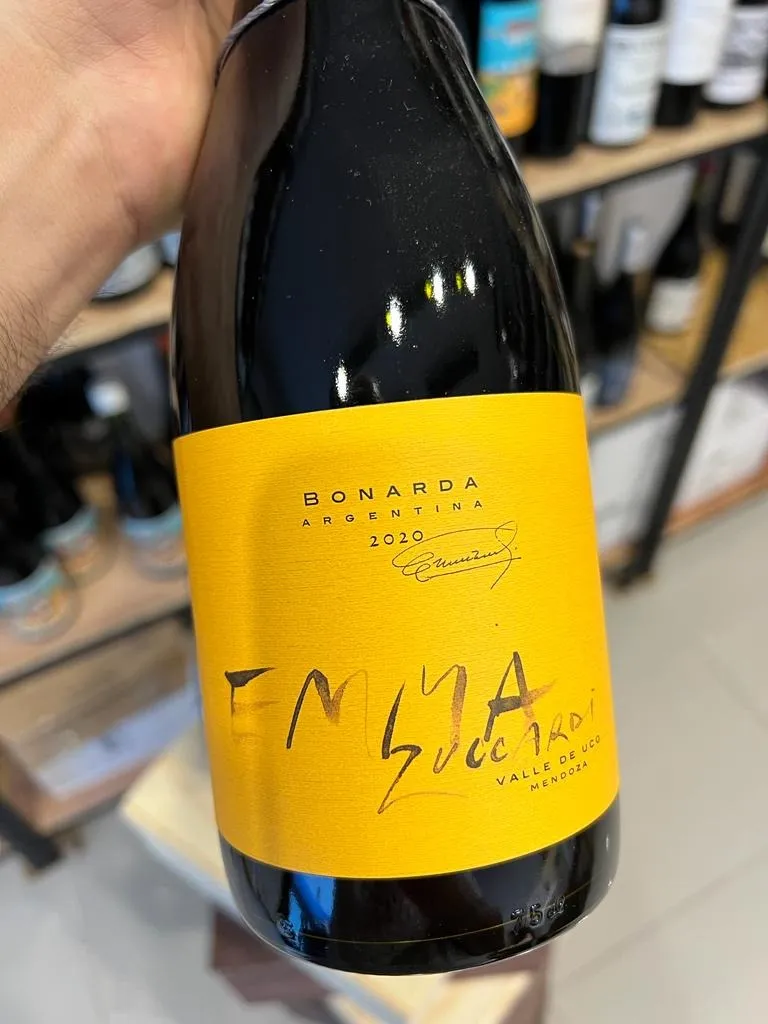 BONARDA
ARGENTINA
2020
EMMA
ZUCCARDI
VALLE DE UCO
MENDOZA
75cl